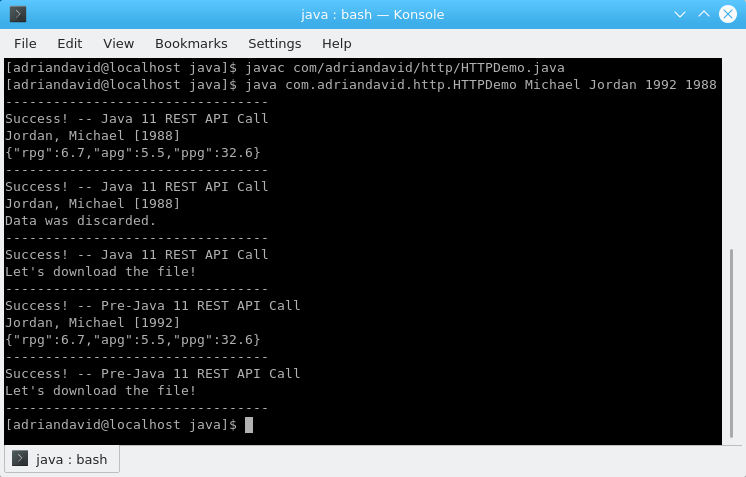 java : bash — Konsole
File Edit View Bookmarks Settings Help
[adriandavid@localhost java]$ javac com/adriandavid/http/HTTPDemo.java
[adriandavid@localhost java]$ java com.adriandavid.http.HTTPDemo Michael Jordan 1992 1988
---------------------------------
Success! -- Java 11 REST API Call
Jordan, Michael [1988]
{"rpg":6.7,"apg":5.5,"ppg":32.6}
---------------------------------
Success! -- Java 11 REST API Call
Jordan, Michael [1988]
Data was discarded.
---------------------------------
Success! -- Java 11 REST API Call
Let's download the file!
---------------------------------
Success! -- Pre-Java 11 REST API Call
Jordan, Michael [1992]
{"rpg":6.7,"apg":5.5,"ppg":32.6}
---------------------------------
Success! -- Pre-Java 11 REST API Call
Let's download the file!
---------------------------------
[adriandavid@localhost java]$
java : bash